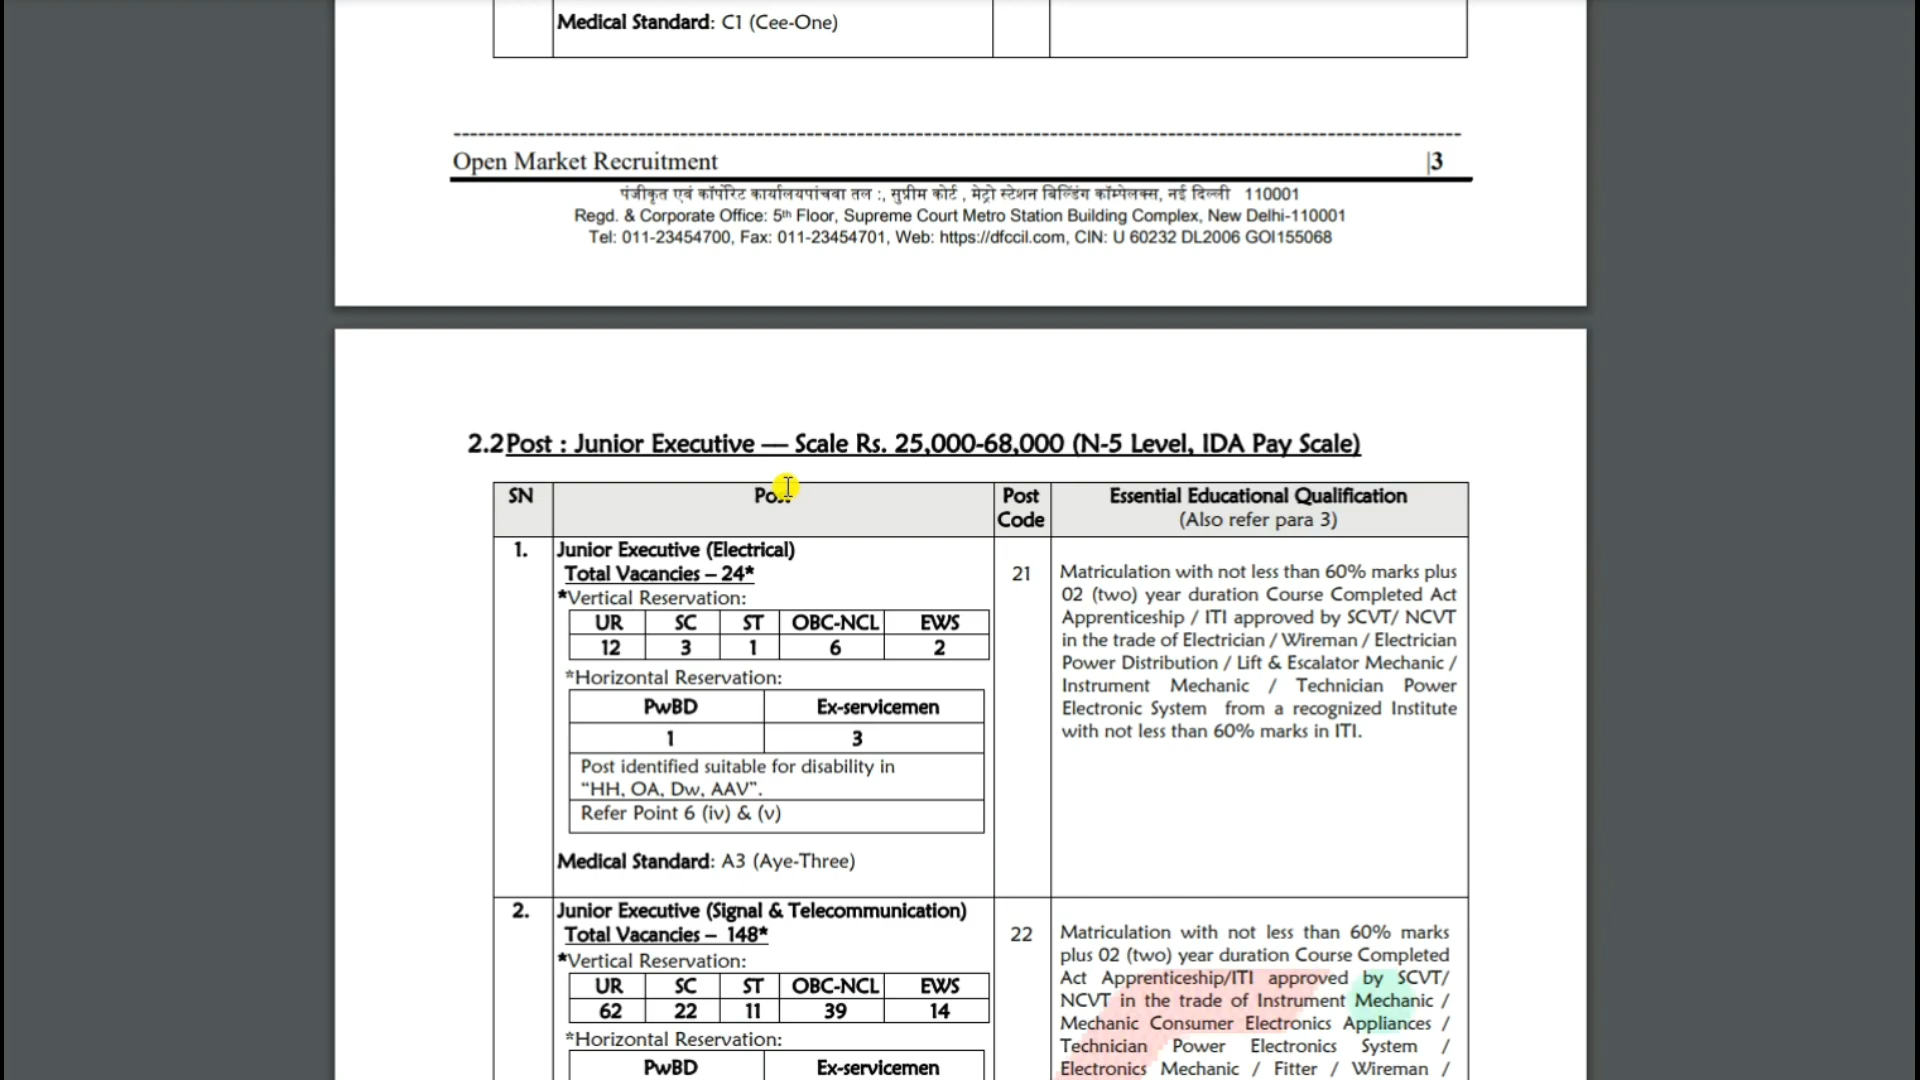 Medical Standard: C1 (Cee-One)
Open Market Recruitment |3
पंजीकृत एवं कॉर्पोरेट कार्यालयपांचवा तल :, सुप्रीम कोर्ट , मेट्रो स्टेशन बिल्डिंग कॉम्पेलक्स, नई दिल्ली 110001
Regd. & Corporate Office: 5th Floor, Supreme Court Metro Station Building Complex, New Delhi-110001
Tel: 011-23454700, Fax: 011-23454701, Web: https://dfccil.com, CIN: U 60232 DL2006 GOI155068
2.2Post : Junior Executive — Scale Rs. 25,000-68,000 (N-5 Level, IDA Pay Scale)
SN
Post Code
Essential Educational Qualification
(Also refer para 3)
1.
Junior Executive (Electrical)
Total Vacancies – 24*
*Vertical Reservation:
UR SC ST OBC-NCL EWS
12 3 1 6 2
*Horizontal Reservation:
PwBD Ex-servicemen
1 3
Post identified suitable for disability in
“HH, OA, Dw, AAV”.
Refer Point 6 (iv) & (v)
Medical Standard: A3 (Aye-Three)
21
Matriculation with not less than 60% marks plus
02 (two) year duration Course Completed Act
Apprenticeship / ITI approved by SCVT/ NCVT
in the trade of Electrician / Wireman / Electrician
Power Distribution / Lift & Escalator Mechanic /
Instrument Mechanic / Technician Power
Electronic System from a recognized Institute
with not less than 60% marks in ITI.
2.
Junior Executive (Signal & Telecommunication)
Total Vacancies – 148*
*Vertical Reservation:
UR SC ST OBC-NCL EWS
62 22 11 39 14
*Horizontal Reservation:
PwBD Ex-servicemen
22
Matriculation with not less than 60% marks
plus 02 (two) year duration Course Completed
Act Apprenticeship/ITI approved by SCVT/
NCVT in the trade of Instrument Mechanic /
Mechanic Consumer Electronics Appliances /
Technician Power Electronics System /
Electronics Mechanic / Fitter / Wireman /